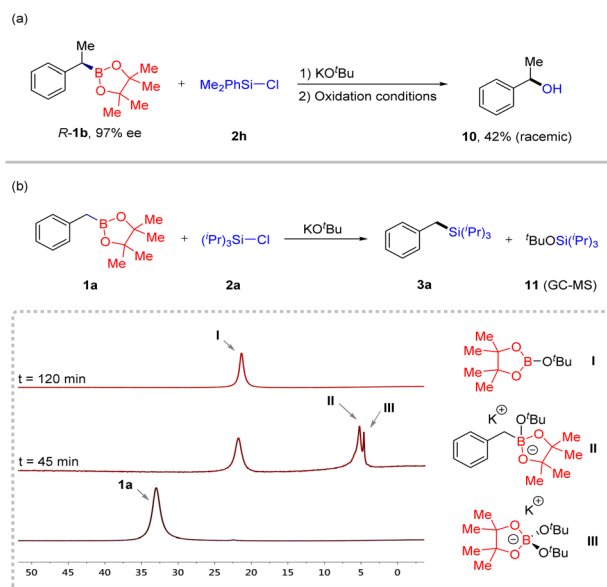 (a)
Me
B
O
O
Me
Me
Me
Me
R-1b, 97% ee
+
Me2PhSi—Cl
2h
1) KOᵗBu
2) Oxidation conditions
Me
OH
10, 42% (racemic)
(b)
B
O
O
Me
Me
Me
Me
1a
+
(ⁱPr)3Si—Cl
2a
KOᵗBu
Si(ⁱPr)3
3a
+
ᵗBuOSi(ⁱPr)3
11 (GC-MS)
I
t = 120 min
II
III
t = 45 min
1a
50 45 40 35 30 25 20 15 10 5 0
Me
Me
Me
Me
O
O
B—OᵗBu
I
K⊕
OᵗBu
B
⊖
O
O
Me
Me
Me
Me
II
K⊕
Me
Me
Me
Me
O
O
⊖
B
OᵗBu
OᵗBu
III